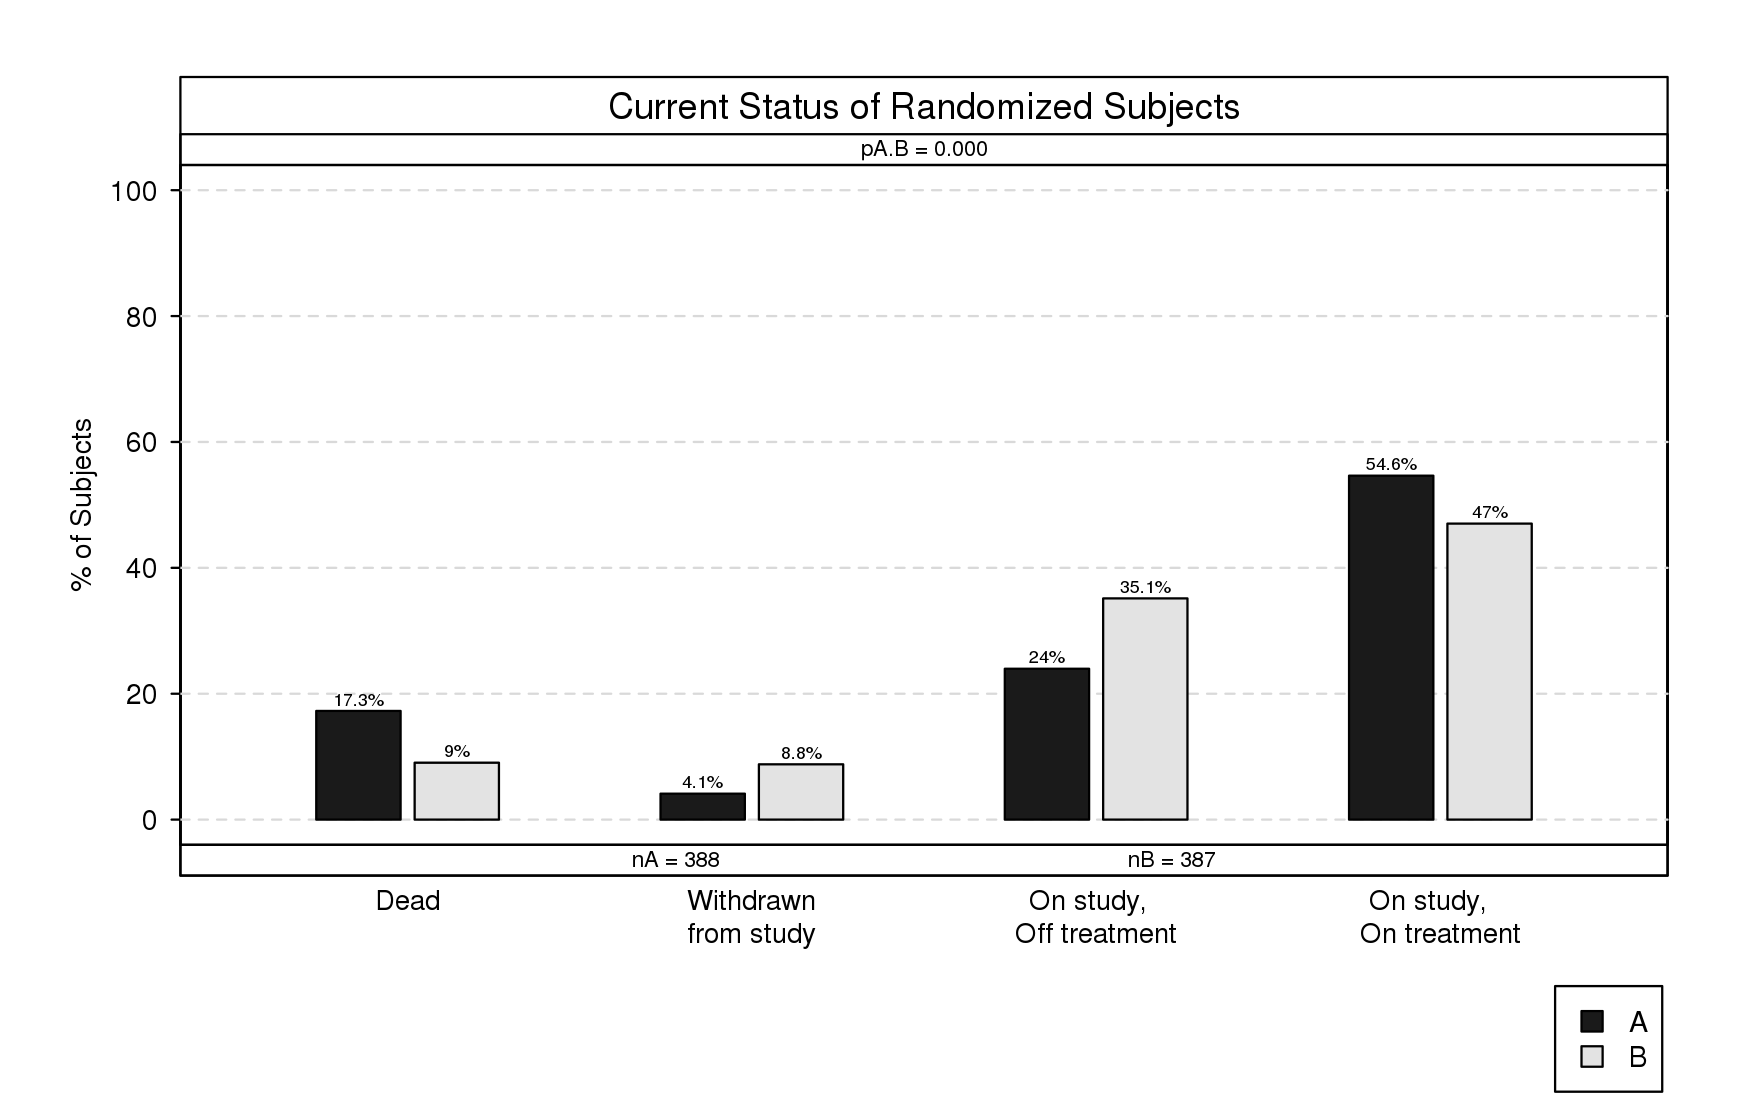 Current Status of Randomized Subjects
pA.B = 0.000
100
80
60
40
20
0
% of Subjects
17.3%
9%
4.1%
8.8%
24%
35.1%
54.6%
47%
nA = 388
nB = 387
Dead
Withdrawn
from study
On study,
Off treatment
On study,
On treatment
A
B